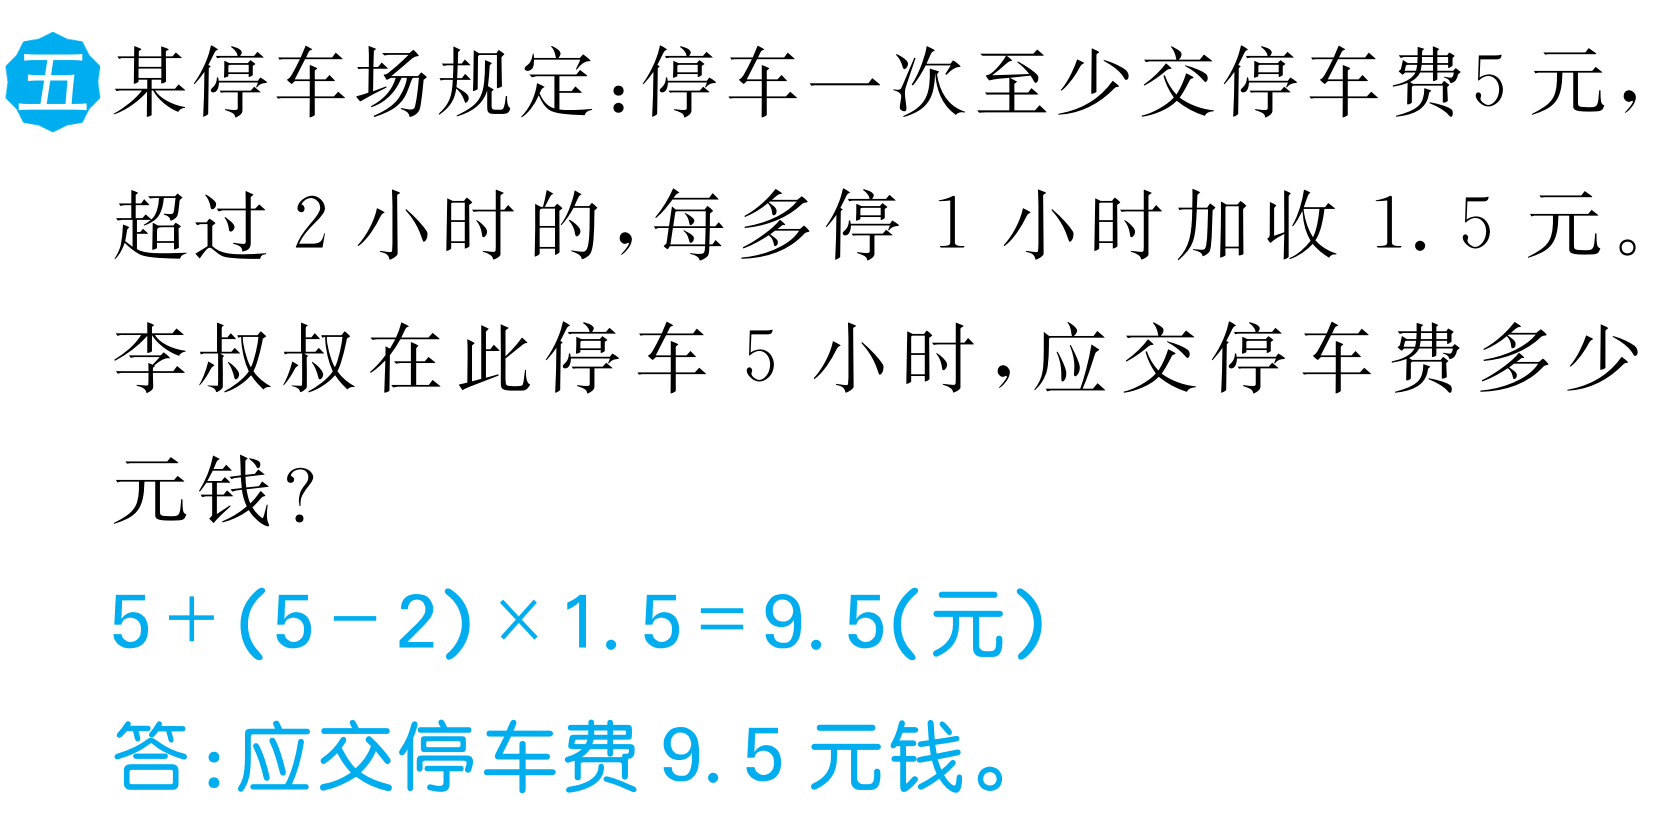 五 某停车场规定:停车一次至少交停车费5元,
超过2小时的,每多停1小时加收1.5元。
李叔叔在此停车5小时,应交停车费多少
元钱?
5+(5-2)×1.5=9.5(元)
答:应交停车费9.5元钱。